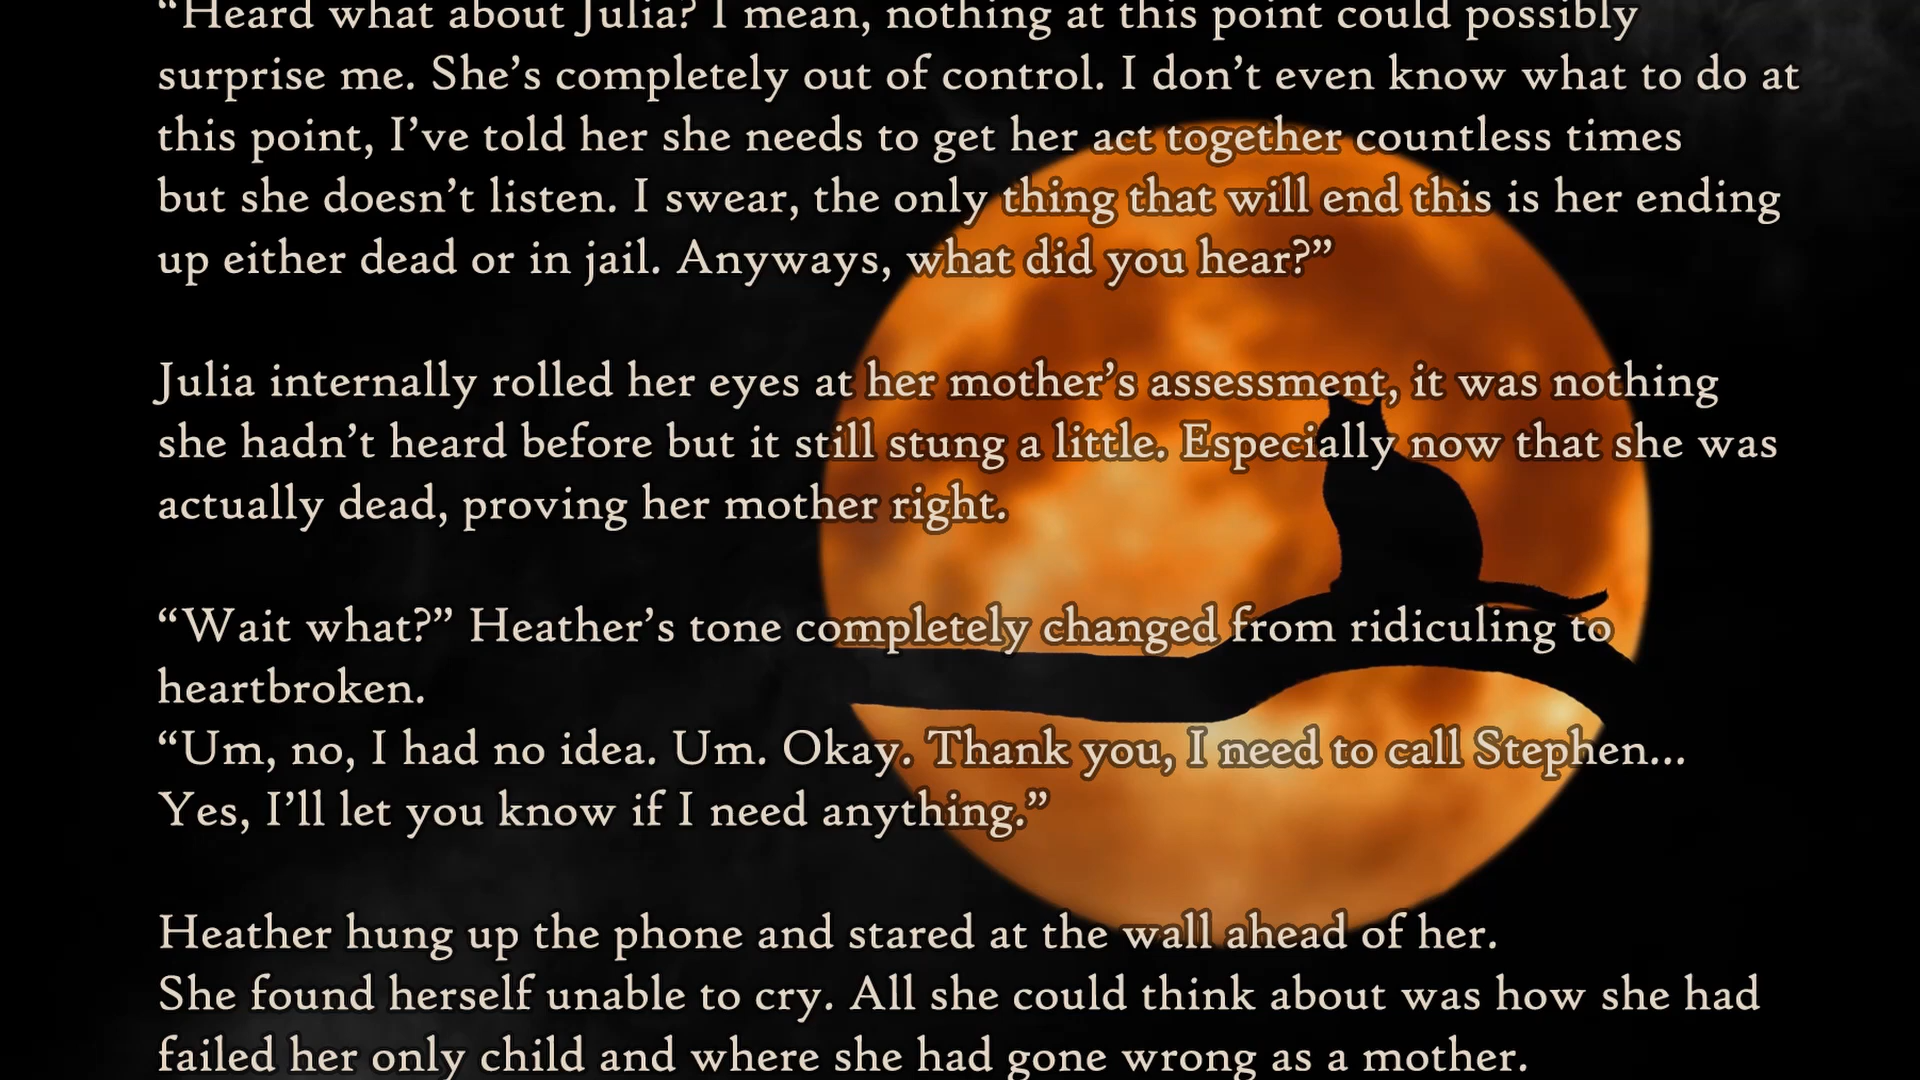 “Heard what about Julia? I mean, nothing at this point could possibly
surprise me. She’s completely out of control. I don’t even know what to do at
this point, I’ve told her she needs to get her act together countless times
but she doesn’t listen. I swear, the only thing that will end this is her ending
up either dead or in jail. Anyways, what did you hear?”
Julia internally rolled her eyes at her mother’s assessment, it was nothing
she hadn’t heard before but it still stung a little. Especially now that she was
actually dead, proving her mother right.
“Wait what?” Heather’s tone completely changed from ridiculing to
heartbroken.
“Um, no, I had no idea. Um. Okay. Thank you, I need to call Stephen...
Yes, I’ll let you know if I need anything.”
Heather hung up the phone and stared at the wall ahead of her.
She found herself unable to cry. All she could think about was how she had
failed her only child and where she had gone wrong as a mother.